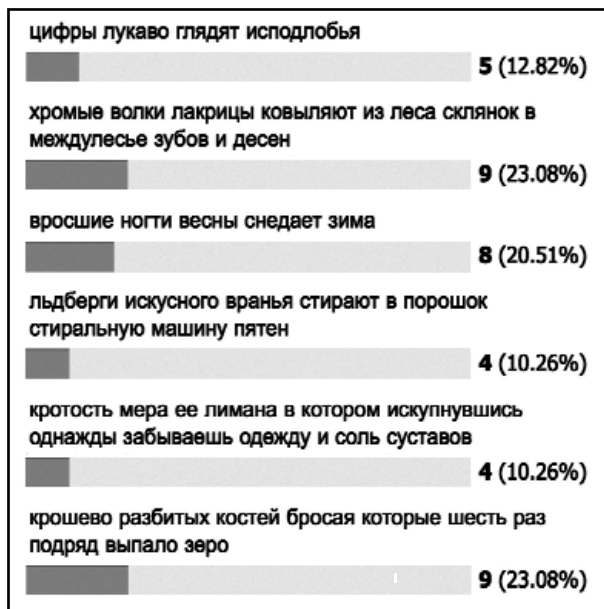 цифры лукаво глядят исподлобья
5 (12.82%)
хромые волки лакрицы ковыляют из леса склянок в
междулесье зубов и десен
9 (23.08%)
вросшие ногти весны снедает зима
8 (20.51%)
льдберги искусного вранья стирают в порошок
стиральную машину пятен
4 (10.26%)
кротость мера ее лимана в котором искупнувшись
однажды забываешь одежду и соль суставов
4 (10.26%)
крошево разбитых костей бросая которые шесть раз
подряд выпало зеро
9 (23.08%)